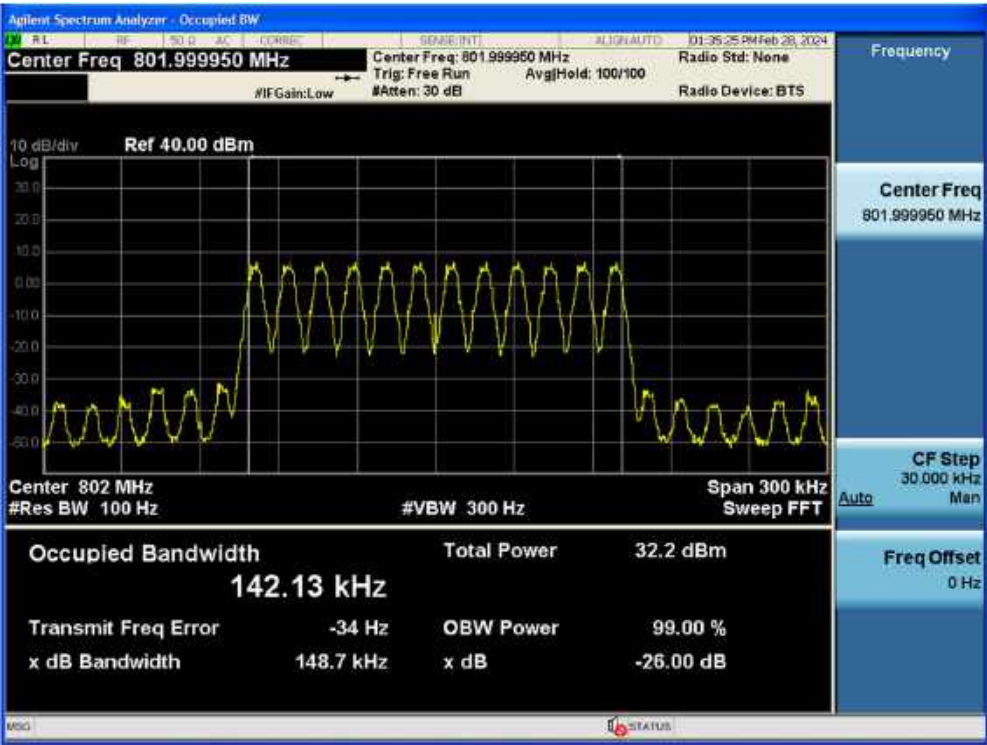 Agilent Spectrum Analyzer - Occupied BW
RL RF 50 Ω AC CORREC SENSE:INT ALIGN AUTO 01:35:25 PM Feb 28, 2024
Center Freq 801.999950 MHz
Center Freq: 801.999950 MHz
Radio Std: None
Trig: Free Run Avg|Hold: 100/100
#IFGain:Low
#Atten: 30 dB
Radio Device: BTS
10 dB/div Ref 40.00 dBm
Log
30.0
20.0
10.0
0.00
-10.0
-20.0
-30.0
-40.0
-50.0
Center 802 MHz
Span 300 kHz
#Res BW 100 Hz
#VBW 300 Hz
Sweep FFT
Occupied Bandwidth
142.13 kHz
Total Power 32.2 dBm
Transmit Freq Error -34 Hz
OBW Power 99.00 %
x dB Bandwidth 148.7 kHz
x dB -26.00 dB
Frequency
Center Freq
801.999950 MHz
CF Step
30.000 kHz
Auto Man
Freq Offset
0 Hz
MSG
STATUS